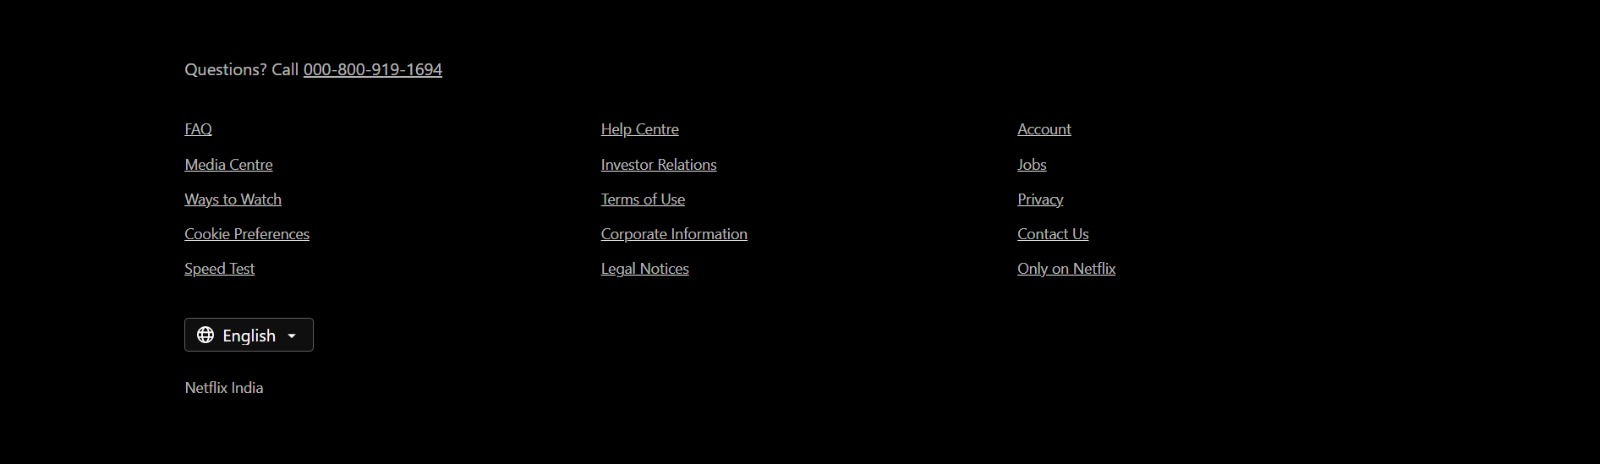 Questions? Call 000-800-919-1694
FAQ
Help Centre
Account
Media Centre
Investor Relations
Jobs
Ways to Watch
Terms of Use
Privacy
Cookie Preferences
Corporate Information
Contact Us
Speed Test
Legal Notices
Only on Netflix
English
Netflix India